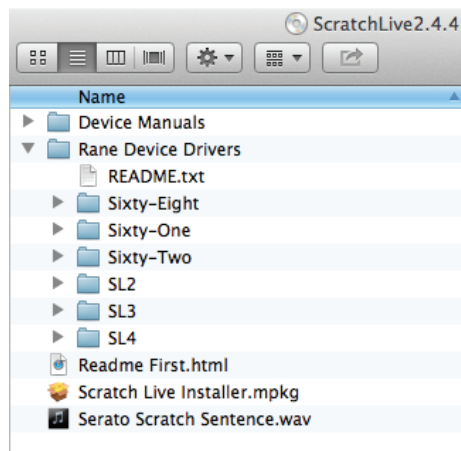 ScratchLive2.4.4
Name
Device Manuals
Rane Device Drivers
README.txt
Sixty-Eight
Sixty-One
Sixty-Two
SL2
SL3
SL4
Readme First.html
Scratch Live Installer.mpkg
Serato Scratch Sentence.wav